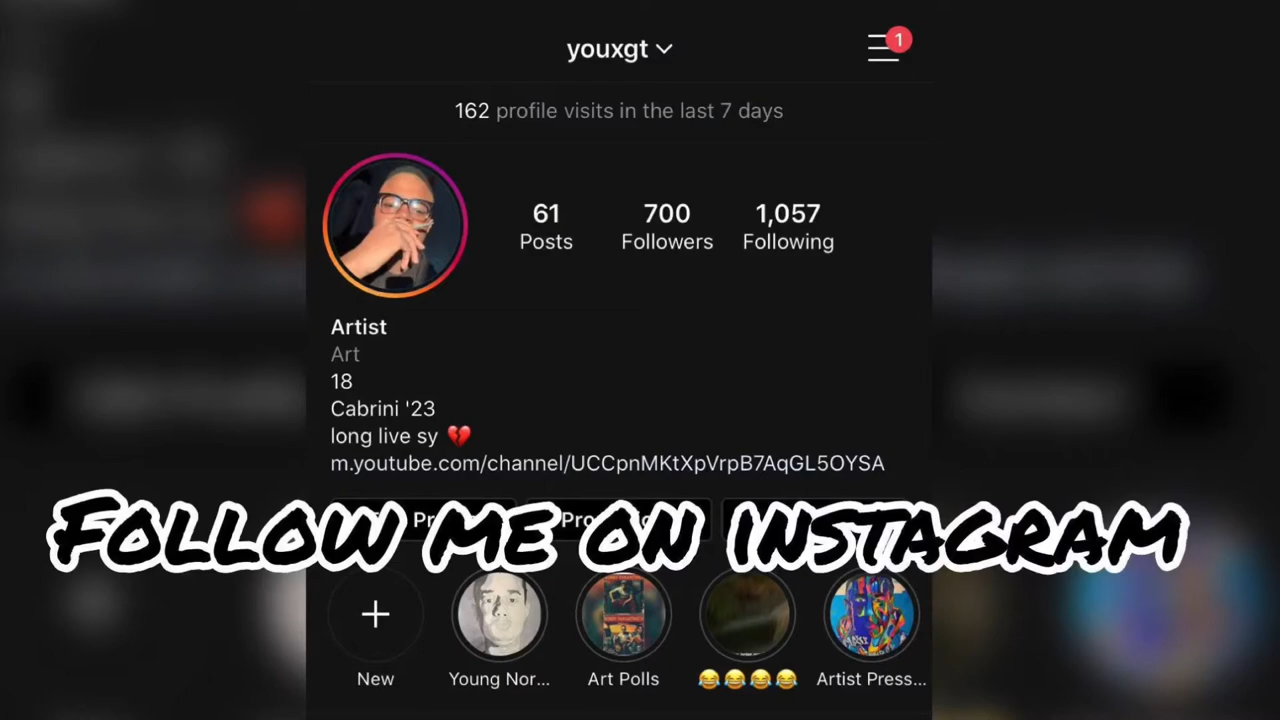 youxgt
1
162 profile visits in the last 7 days
61 700 1,057
Posts Followers Following
Artist
Art
18
Cabrini '23
long live sy 💔
m.youtube.com/channel/UCCpnMKtXpVrpB7AqGL5OYSA
FOLLOW ME ON INSTAGRAM
New Young Nor... Art Polls 😂😂😂😂 Artist Press...